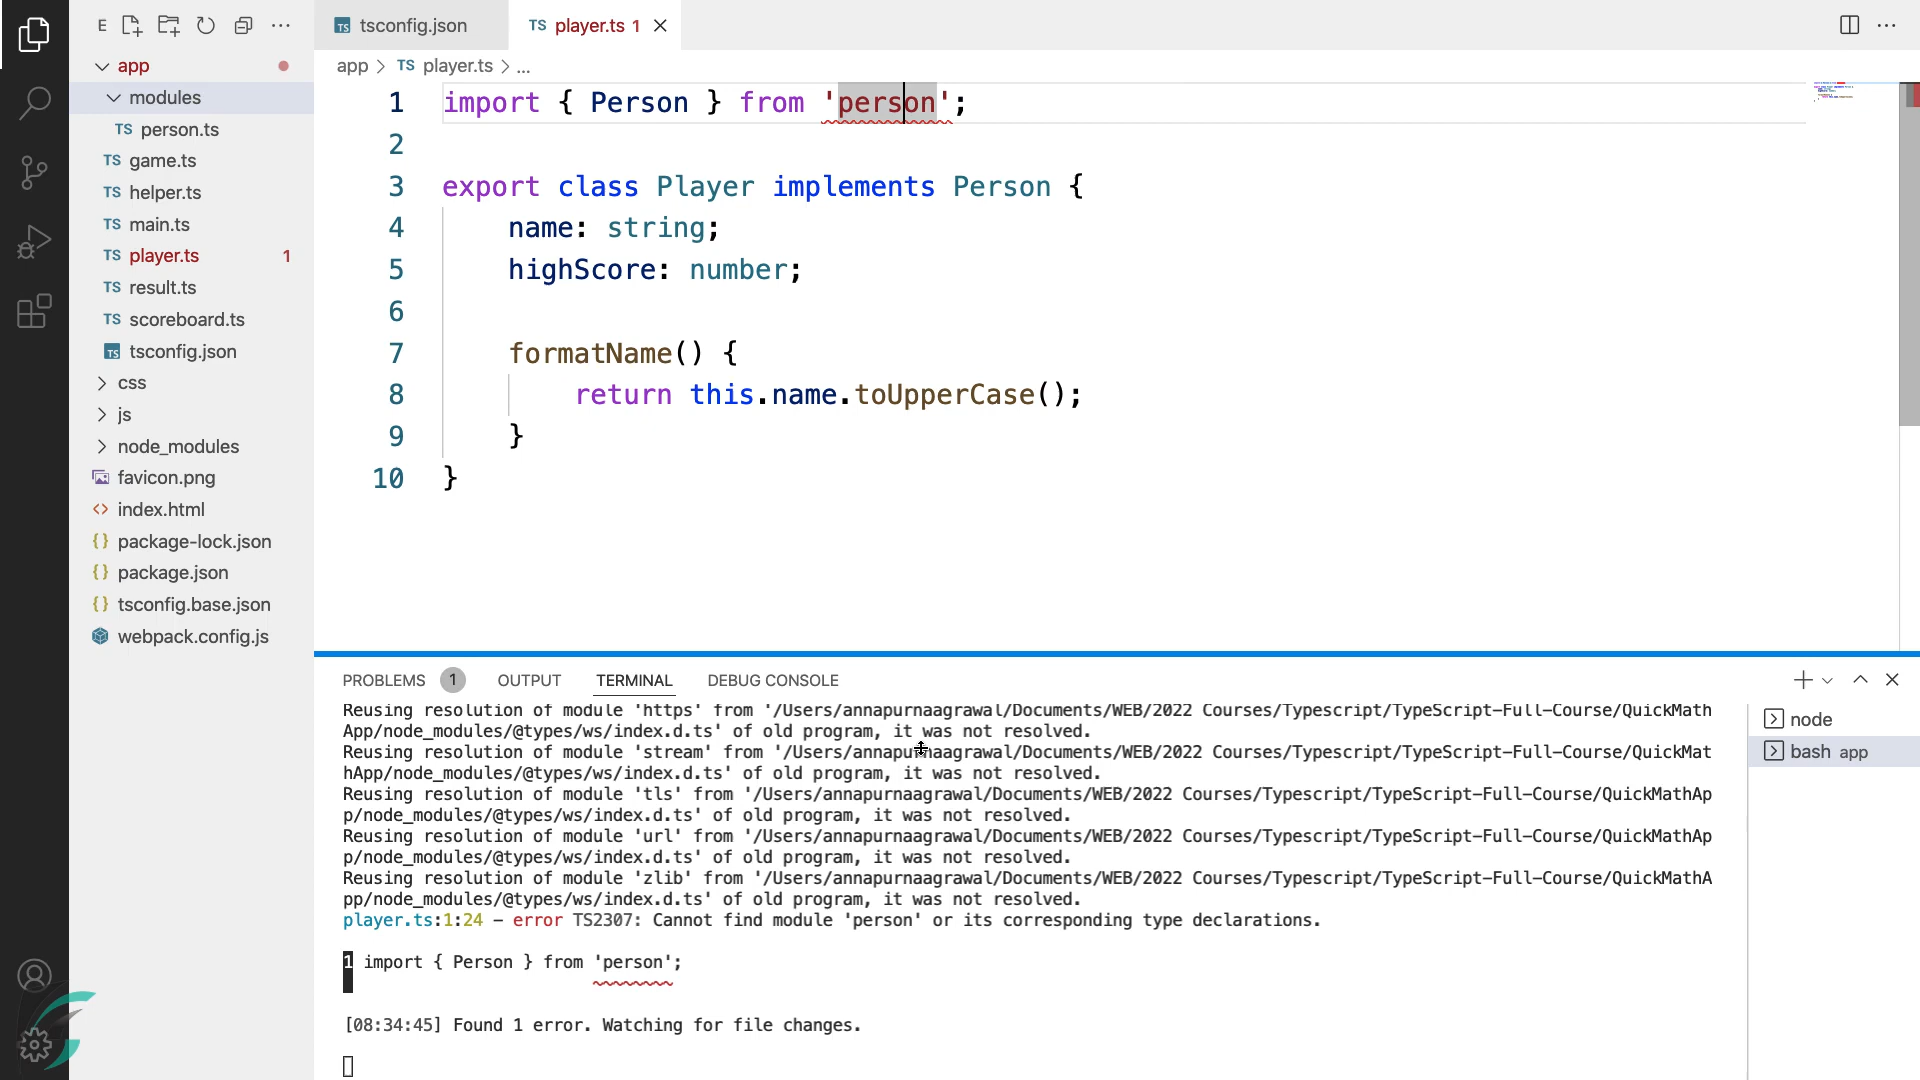 E
tsconfig.json
TS player.ts 1
app
modules
TS person.ts
TS game.ts
TS helper.ts
TS main.ts
TS player.ts 1
TS result.ts
TS scoreboard.ts
TS tsconfig.json
css
js
node_modules
favicon.png
<> index.html
{} package-lock.json
{} package.json
{} tsconfig.base.json
webpack.config.js
app > TS player.ts > ...
1 import { Person } from 'person';
2
3 export class Player implements Person {
4 name: string;
5 highScore: number;
6
7 formatName() {
8 return this.name.toUpperCase();
9 }
10 }
PROBLEMS 1 OUTPUT TERMINAL DEBUG CONSOLE
Reusing resolution of module 'https' from '/Users/annapurnaagrawal/Documents/WEB/2022 Courses/Typescript/TypeScript-Full-Course/QuickMath
App/node_modules/@types/ws/index.d.ts' of old program, it was not resolved.
Reusing resolution of module 'stream' from '/Users/annapurnaagrawal/Documents/WEB/2022 Courses/Typescript/TypeScript-Full-Course/QuickMat
hApp/node_modules/@types/ws/index.d.ts' of old program, it was not resolved.
Reusing resolution of module 'tls' from '/Users/annapurnaagrawal/Documents/WEB/2022 Courses/Typescript/TypeScript-Full-Course/QuickMathAp
p/node_modules/@types/ws/index.d.ts' of old program, it was not resolved.
Reusing resolution of module 'url' from '/Users/annapurnaagrawal/Documents/WEB/2022 Courses/Typescript/TypeScript-Full-Course/QuickMathAp
p/node_modules/@types/ws/index.d.ts' of old program, it was not resolved.
Reusing resolution of module 'zlib' from '/Users/annapurnaagrawal/Documents/WEB/2022 Courses/Typescript/TypeScript-Full-Course/QuickMathA
pp/node_modules/@types/ws/index.d.ts' of old program, it was not resolved.
player.ts:1:24 - error TS2307: Cannot find module 'person' or its corresponding type declarations.
1 import { Person } from 'person';
[08:34:45] Found 1 error. Watching for file changes.
node
bash app